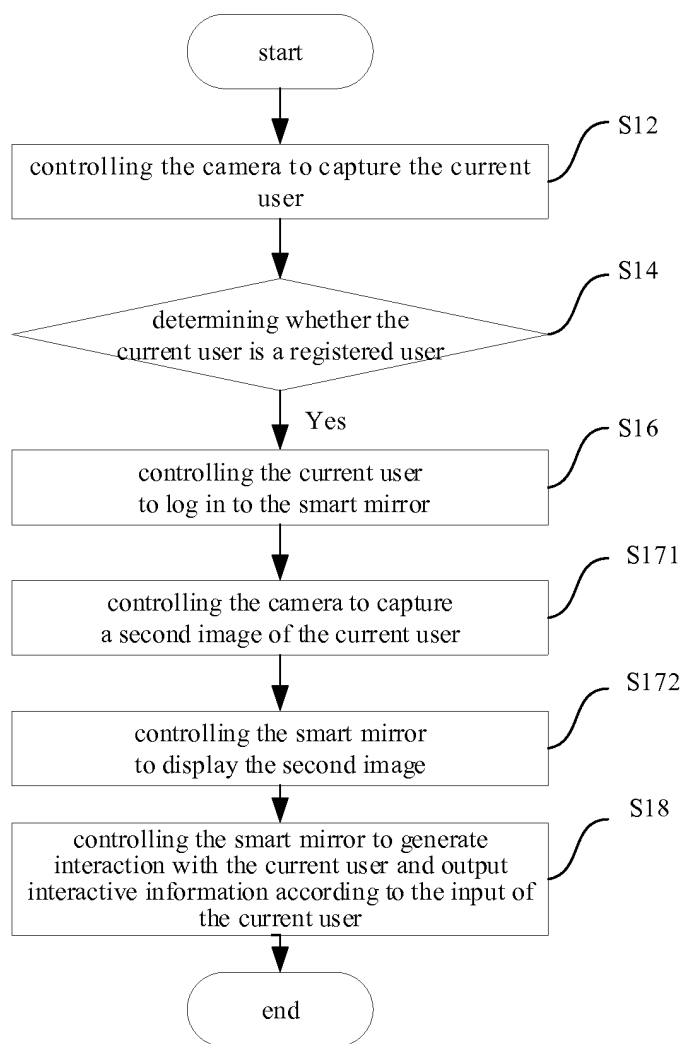 start
S12
controlling the camera to capture the current
user
S14
determining whether the
current user is a registered user
Yes
S16
controlling the current user
to log in to the smart mirror
S171
controlling the camera to capture
a second image of the current user
S172
controlling the smart mirror
to display the second image
S18
controlling the smart mirror to generate
interaction with the current user and output
interactive information according to the input of
the current user
end